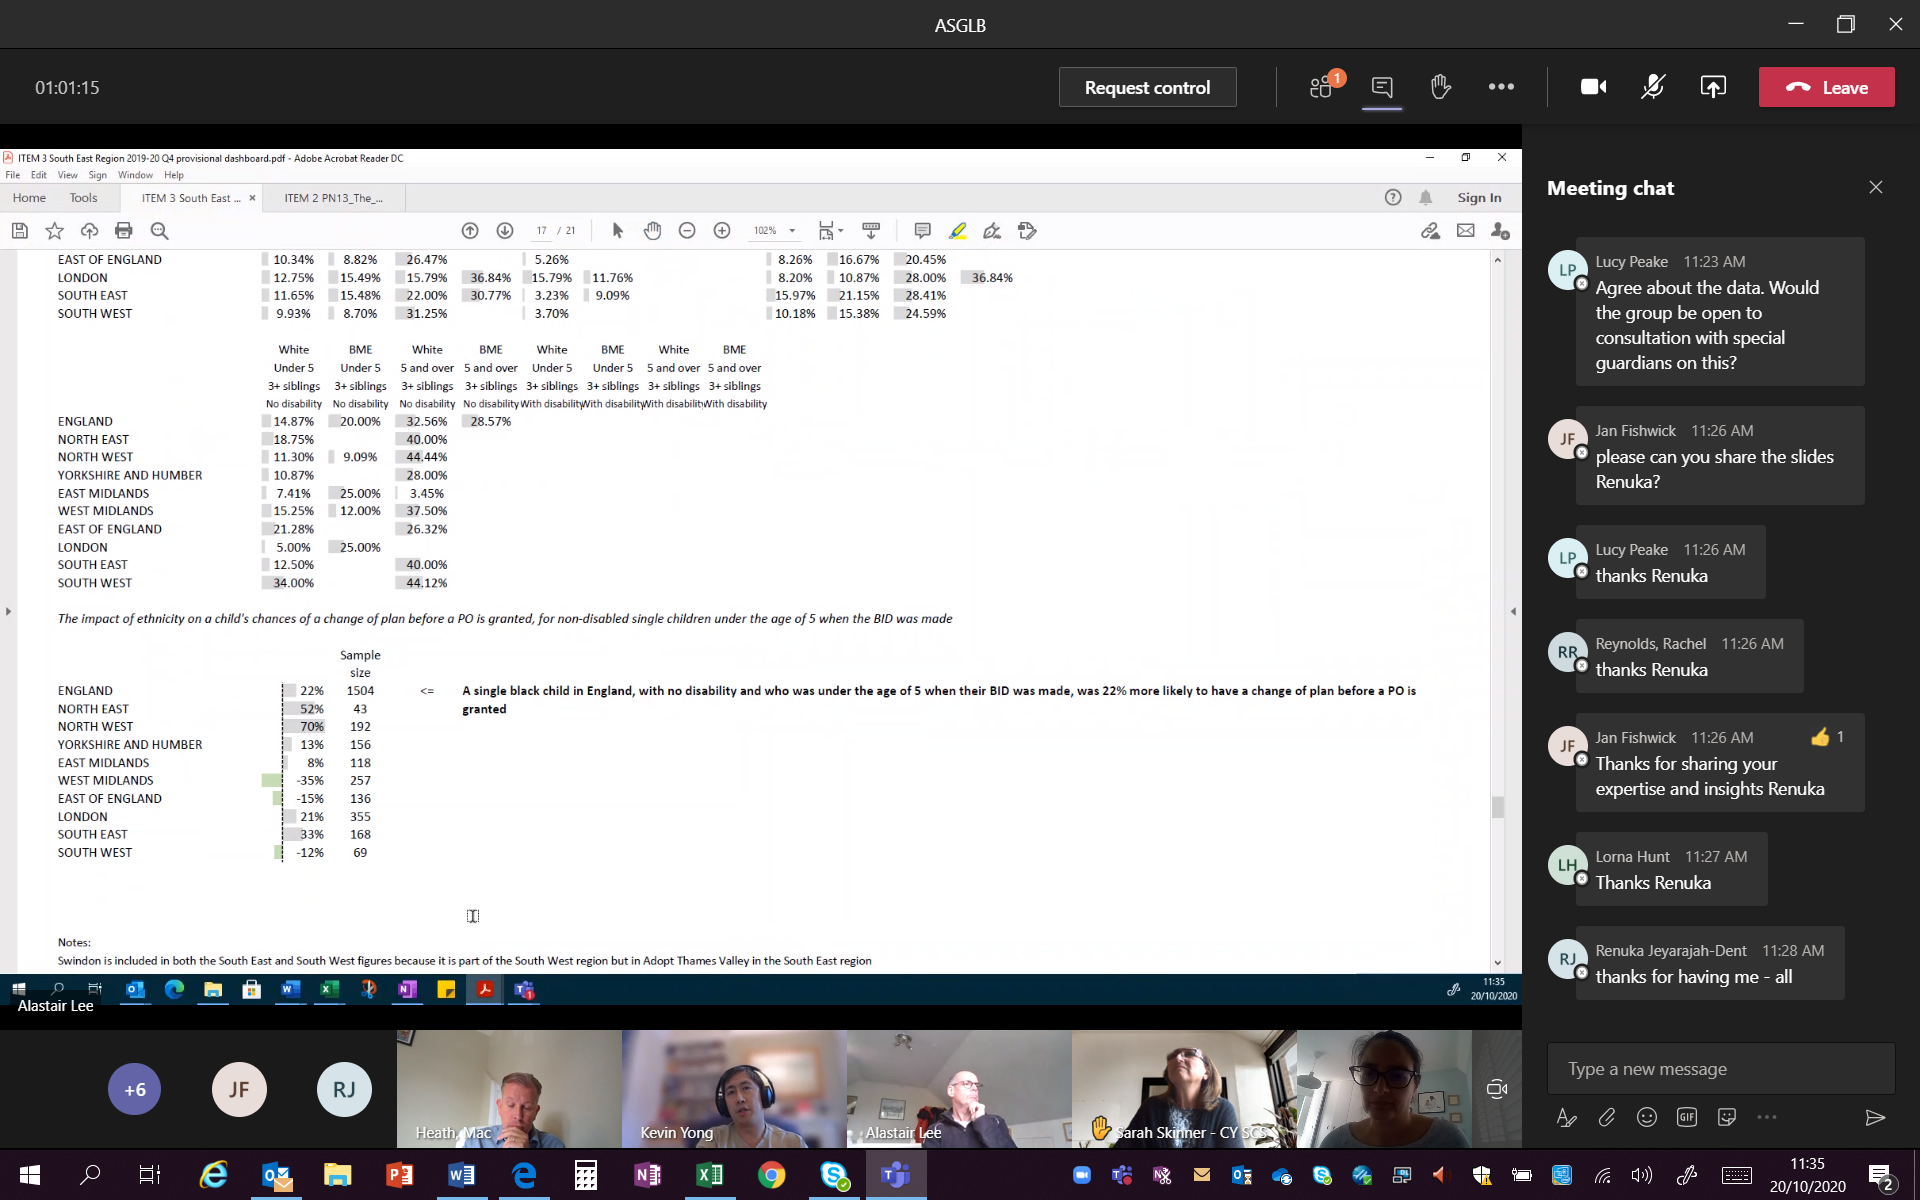 ASGLB
01:01:15
Request control
1
Leave
ITEM 3 South East Region 2019-20 Q4 provisional dashboard.pdf - Adobe Acrobat Reader DC
File Edit View Sign Window Help
Home Tools ITEM 3 South East ... × ITEM 2 PN13_The_... Sign In
17 / 21 102%
EAST OF ENGLAND 10.34% 8.82% 26.47% 5.26% 8.26% 16.67% 20.45%
LONDON 12.75% 15.49% 15.79% 36.84% 15.79% 11.76% 8.20% 10.87% 28.00% 36.84%
SOUTH EAST 11.65% 15.48% 22.00% 30.77% 3.23% 9.09% 15.97% 21.15% 28.41%
SOUTH WEST 9.93% 8.70% 31.25% 3.70% 10.18% 15.38% 24.59%
White BME White BME White BME White BME
Under 5 Under 5 5 and over 5 and over Under 5 Under 5 5 and over 5 and over
3+ siblings 3+ siblings 3+ siblings 3+ siblings 3+ siblings 3+ siblings 3+ siblings 3+ siblings
No disability No disability No disability No disability With disability With disability With disability With disability
ENGLAND 14.87% 20.00% 32.56% 28.57%
NORTH EAST 18.75% 40.00%
NORTH WEST 11.30% 9.09% 44.44%
YORKSHIRE AND HUMBER 10.87% 28.00%
EAST MIDLANDS 7.41% 25.00% 3.45%
WEST MIDLANDS 15.25% 12.00% 37.50%
EAST OF ENGLAND 21.28% 26.32%
LONDON 5.00% 25.00%
SOUTH EAST 12.50% 40.00%
SOUTH WEST 34.00% 44.12%
The impact of ethnicity on a child's chances of a change of plan before a PO is granted, for non-disabled single children under the age of 5 when the BID was made
Sample
size
ENGLAND 22% 1504 <= A single black child in England, with no disability and who was under the age of 5 when their BID was made, was 22% more likely to have a change of plan before a PO is
granted
NORTH EAST 52% 43
NORTH WEST 70% 192
YORKSHIRE AND HUMBER 13% 156
EAST MIDLANDS 8% 118
WEST MIDLANDS -35% 257
EAST OF ENGLAND -15% 136
LONDON 21% 355
SOUTH EAST 33% 168
SOUTH WEST -12% 69
Notes:
Swindon is included in both the South East and South West figures because it is part of the South West region but in Adopt Thames Valley in the South East region
11:35
20/10/2020
Alastair Lee
+6
JF
RJ
Heath, Mac
Kevin Yong
Alastair Lee
Sarah Skinner - CY SCS
Meeting chat
LP
Lucy Peake 11:23 AM
Agree about the data. Would
the group be open to
consultation with special
guardians on this?
JF
Jan Fishwick 11:26 AM
please can you share the slides
Renuka?
LP
Lucy Peake 11:26 AM
thanks Renuka
RR
Reynolds, Rachel 11:26 AM
thanks Renuka
JF
Jan Fishwick 11:26 AM 1
Thanks for sharing your
expertise and insights Renuka
LH
Lorna Hunt 11:27 AM
Thanks Renuka
RJ
Renuka Jeyarajah-Dent 11:28 AM
thanks for having me - all
Type a new message
GIF
11:35
20/10/2020
2